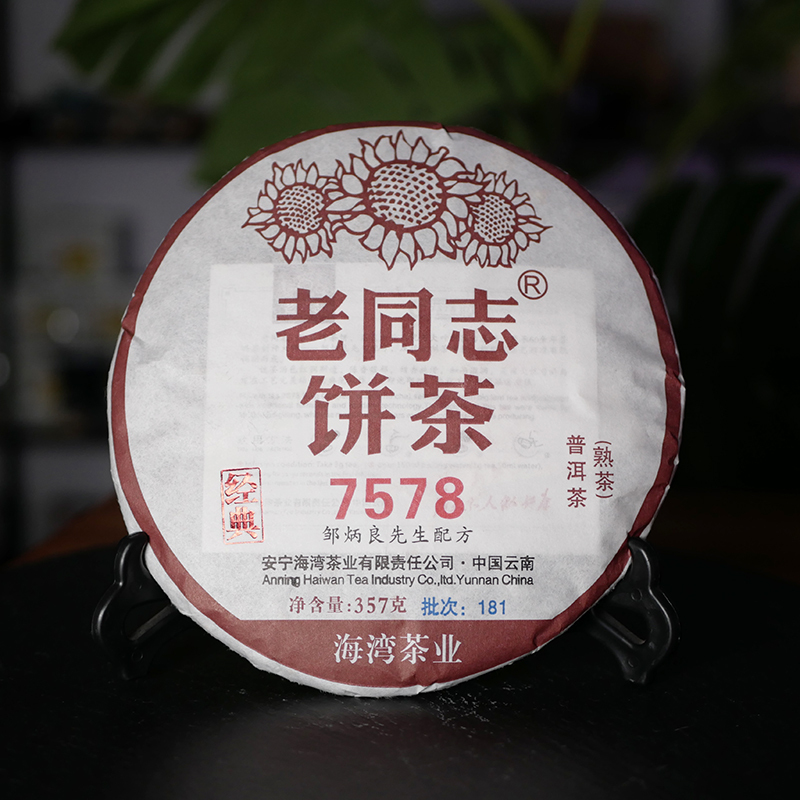 老同志®
饼茶
普洱茶
(熟茶)
经典
7578
邹炳良先生配方
安宁海湾茶业有限责任公司·中国云南
Anning Haiwan Tea Industry Co.,ltd.Yunnan China
净含量:357克 批次: 181
海湾茶业